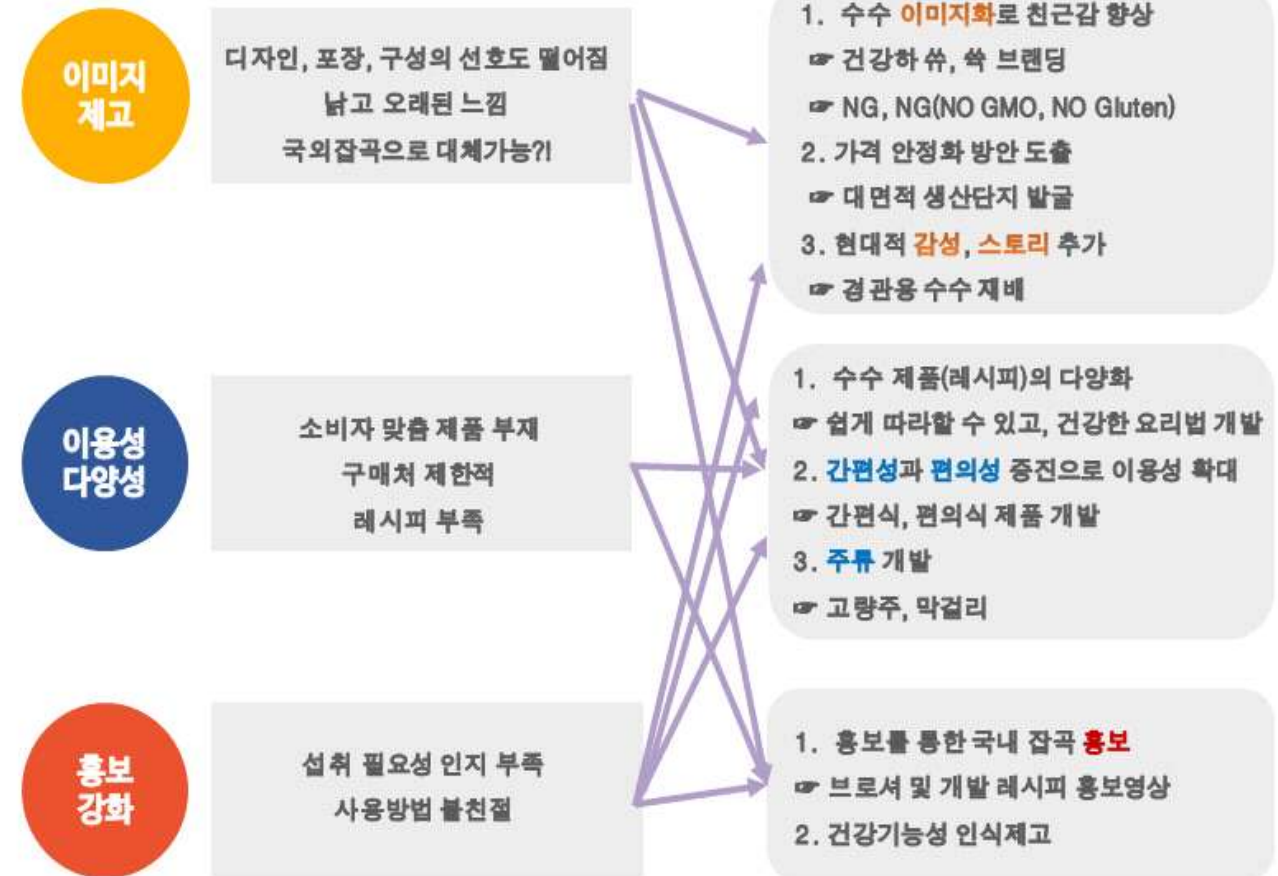 이미지
제고
디자인, 포장, 구성의 선호도 떨어짐
낡고 오래된 느낌
국외잡곡으로 대체가능?!
1. 수수 이미지화로 친근감 향상
☞ 건강하 쓔, 쑥 브랜딩
☞ NG, NG(NO GMO, NO Gluten)
2. 가격 안정화 방안 도출
☞ 대면적 생산단지 발굴
3. 현대적 감성, 스토리 추가
☞ 경관용 수수 재배
이용성
다양성
소비자 맞춤 제품 부재
구매처 제한적
레시피 부족
1. 수수 제품(레시피)의 다양화
☞ 쉽게 따라할 수 있고, 건강한 요리법 개발
2. 간편성과 편의성 증진으로 이용성 확대
☞ 간편식, 편의식 제품 개발
3. 주류 개발
☞ 고량주, 막걸리
홍보
강화
섭취 필요성 인지 부족
사용방법 불친절
1. 홍보를 통한 국내 잡곡 홍보
☞ 브로셔 및 개발 레시피 홍보영상
2. 건강기능성 인식제고